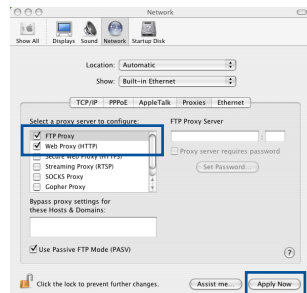 Network
Show All Displays Sound Network Startup Disk
Location: Automatic
Show: Built-in Ethernet
TCP/IP PPPoE AppleTalk Proxies Ethernet
Select a proxy server to configure:
FTP Proxy Server
FTP Proxy
Web Proxy (HTTP)
Secure Web Proxy (HTTPS)
Streaming Proxy (RTSP)
SOCKS Proxy
Gopher Proxy
:
Proxy server requires password
Set Password...
Bypass proxy settings for
these Hosts & Domains:
Use Passive FTP Mode (PASV)
?
Click the lock to prevent further changes.
Assist me...
Apply Now